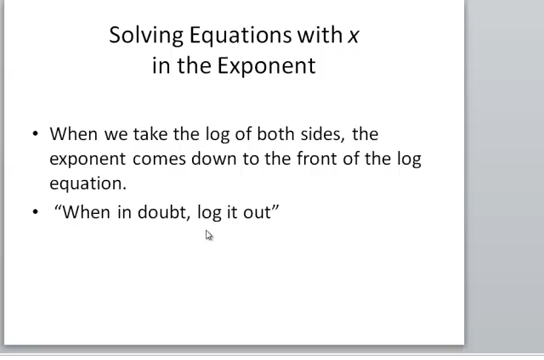 Solving Equations with x
in the Exponent
• When we take the log of both sides, the
exponent comes down to the front of the log
equation.
• “When in doubt, log it out”